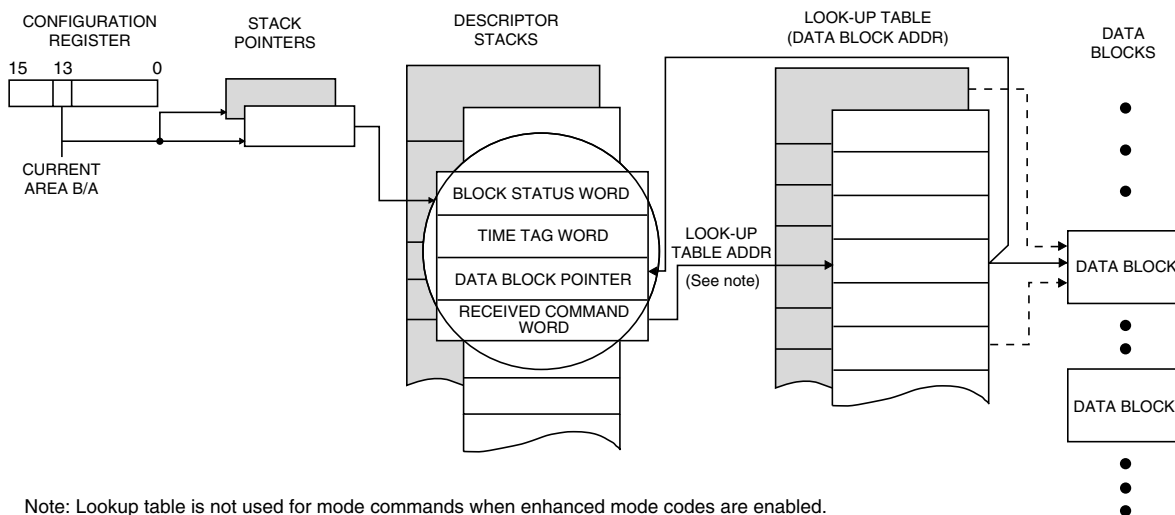 CONFIGURATION
REGISTER
15 13 0
CURRENT
AREA B/A
STACK
POINTERS
DESCRIPTOR
STACKS
BLOCK STATUS WORD
TIME TAG WORD
DATA BLOCK POINTER
RECEIVED COMMAND
WORD
LOOK-UP
TABLE ADDR
(See note)
LOOK-UP TABLE
(DATA BLOCK ADDR)
DATA
BLOCKS
DATA BLOCK
DATA BLOCK
Note: Lookup table is not used for mode commands when enhanced mode codes are enabled.